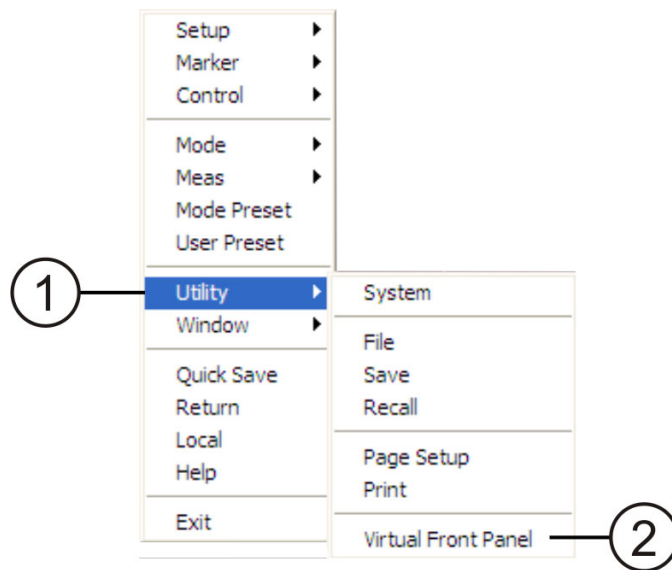 Setup
Marker
Control
Mode
Meas
Mode Preset
User Preset
1
Utility
Window
Quick Save
Return
Local
Help
Exit
System
File
Save
Recall
Page Setup
Print
Virtual Front Panel
2